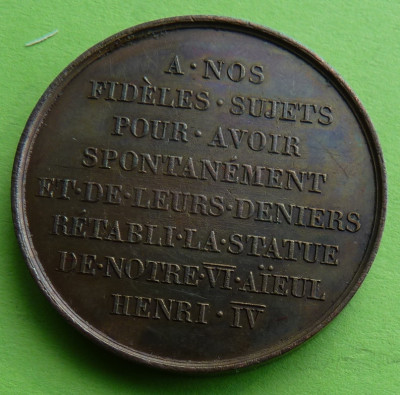 A·NOS
FIDÈLES·SUJETS
POUR·AVOIR
SPONTANÉMENT
ET·DE·LEURS·DENIERS
RÉTABLI·LA·STATUE
DE·NOTRE·VI·AÏEUL
HENRI·IV